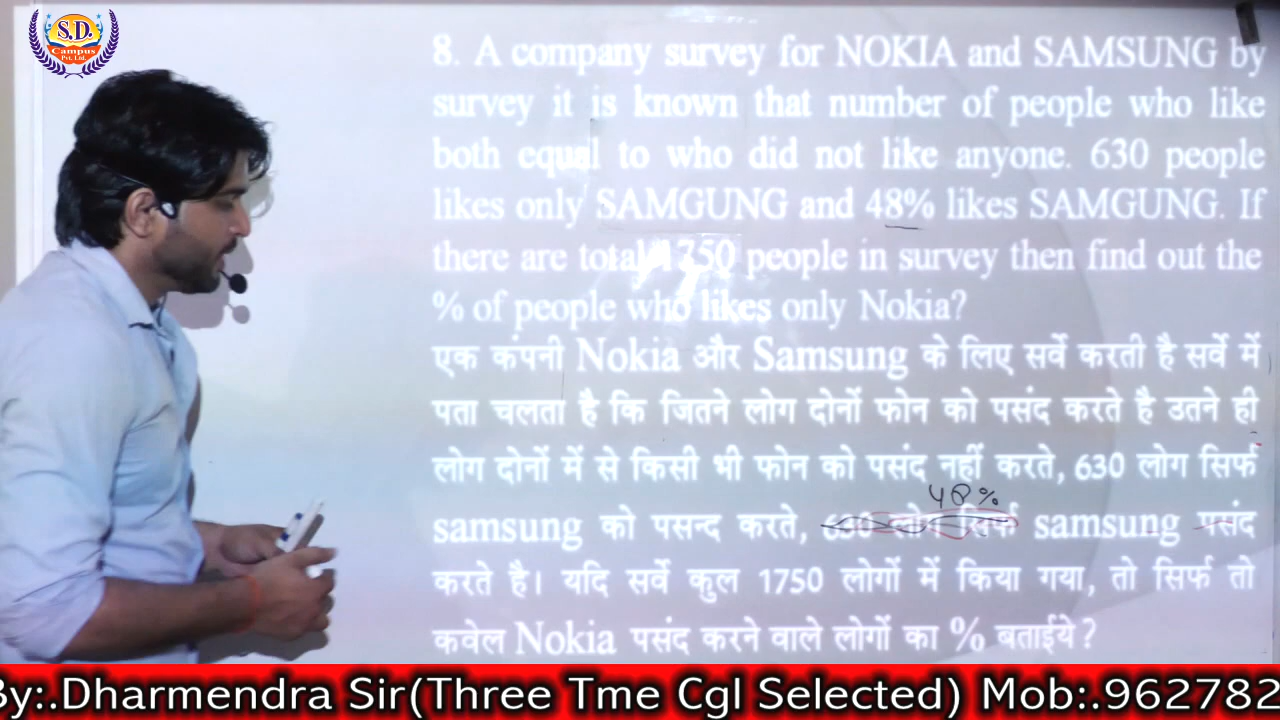 S.D.
Campus
Pvt. Ltd.
8. A company survey for NOKIA and SAMSUNG by
survey it is known that number of people who like
both equal to who did not like anyone. 630 people
likes only SAMGUNG and 48% likes SAMGUNG. If
there are total 1750 people in survey then find out the
% of people who likes only Nokia?
एक कंपनी Nokia और Samsung के लिए सर्वे करती है सर्वे में
पता चलता है कि जितने लोग दोनों फोन को पसंद करते है उतने ही
लोग दोनों में से किसी भी फोन को पसंद नहीं करते, 630 लोग सिर्फ
48%
samsung को पसन्द करते, 630 लोग सिर्फ samsung पसंद
करते है। यदि सर्वे कुल 1750 लोगों में किया गया, तो सिर्फ तो
कवेल Nokia पसंद करने वाले लोगों का % बताईये?
By:.Dharmendra Sir(Three Tme Cgl Selected) Mob:.962782